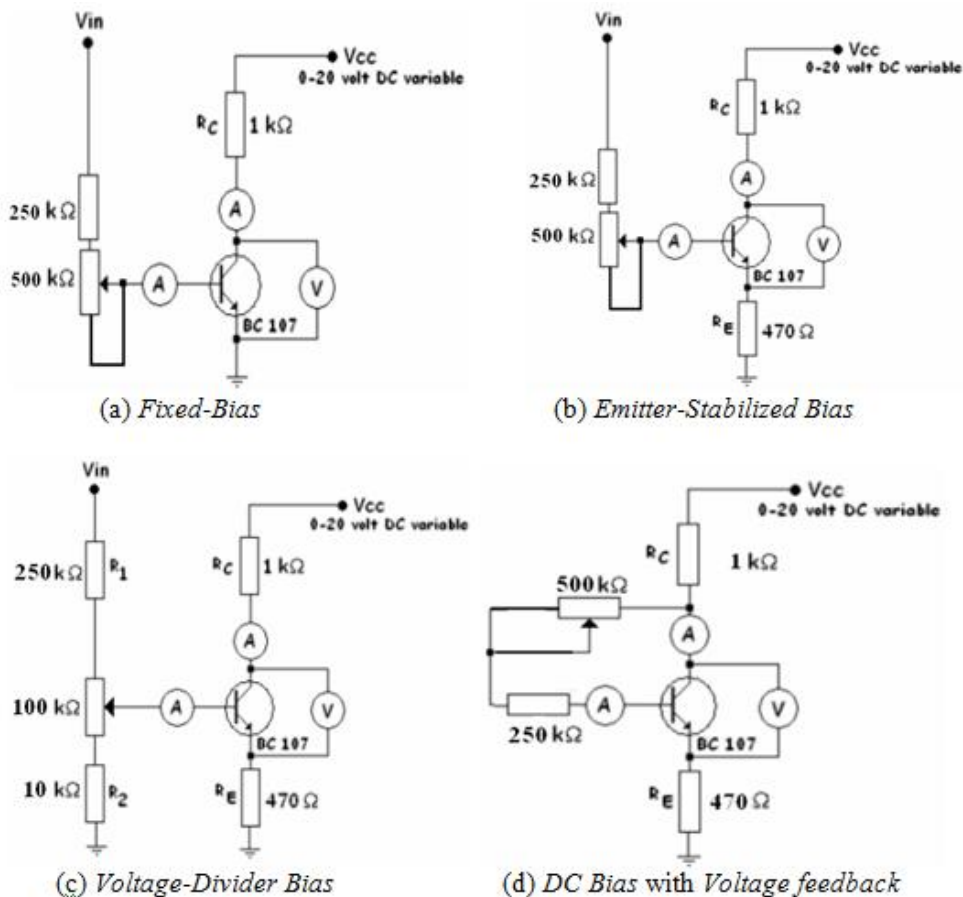 Vin
Vcc
0-20 volt DC variable
RC
1 kΩ
250 kΩ
A
500 kΩ
A
V
BC 107
(a) Fixed-Bias
Vin
Vcc
0-20 volt DC variable
RC
1 kΩ
250 kΩ
A
500 kΩ
A
V
BC 107
RE
470 Ω
(b) Emitter-Stabilized Bias
Vin
Vcc
0-20 volt DC variable
250 kΩ
R1
RC
1 kΩ
A
100 kΩ
A
V
BC 107
10 kΩ
R2
RE
470 Ω
(c) Voltage-Divider Bias
Vcc
0-20 volt DC variable
RC
1 kΩ
500 kΩ
A
A
V
250 kΩ
BC 107
RE
470 Ω
(d) DC Bias with Voltage feedback